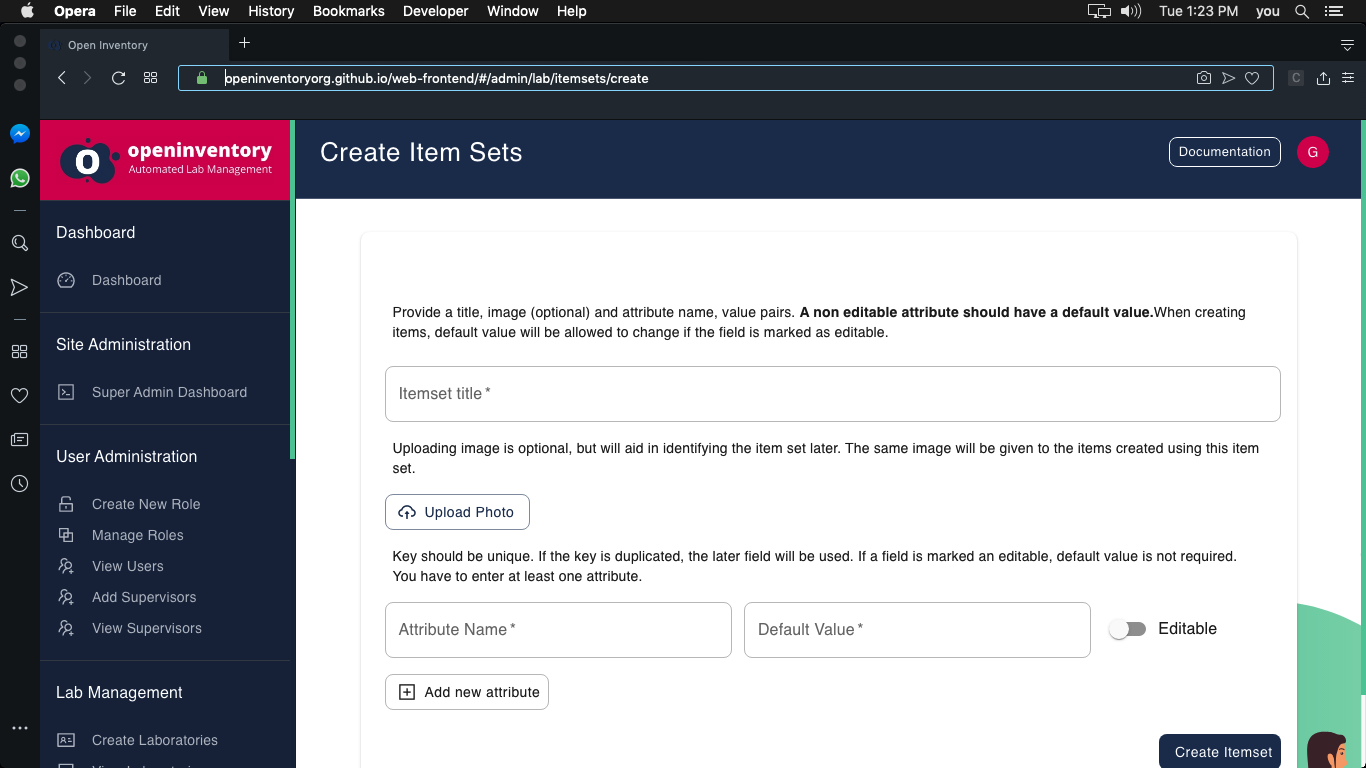 Opera File Edit View History Bookmarks Developer Window Help Tue 1:23 PM you
Open Inventory
openinventoryorg.github.io/web-frontend/#/admin/lab/itemsets/create
C
openinventory
Automated Lab Management
Create Item Sets
Documentation
G
Dashboard
Dashboard
Site Administration
Super Admin Dashboard
User Administration
Create New Role
Manage Roles
View Users
Add Supervisors
View Supervisors
Lab Management
Create Laboratories
Provide a title, image (optional) and attribute name, value pairs. A non editable attribute should have a default value.When creating
items, default value will be allowed to change if the field is marked as editable.
Itemset title *
Uploading image is optional, but will aid in identifying the item set later. The same image will be given to the items created using this item
set.
Upload Photo
Key should be unique. If the key is duplicated, the later field will be used. If a field is marked an editable, default value is not required.
You have to enter at least one attribute.
Attribute Name *
Default Value *
Editable
Add new attribute
Create Itemset